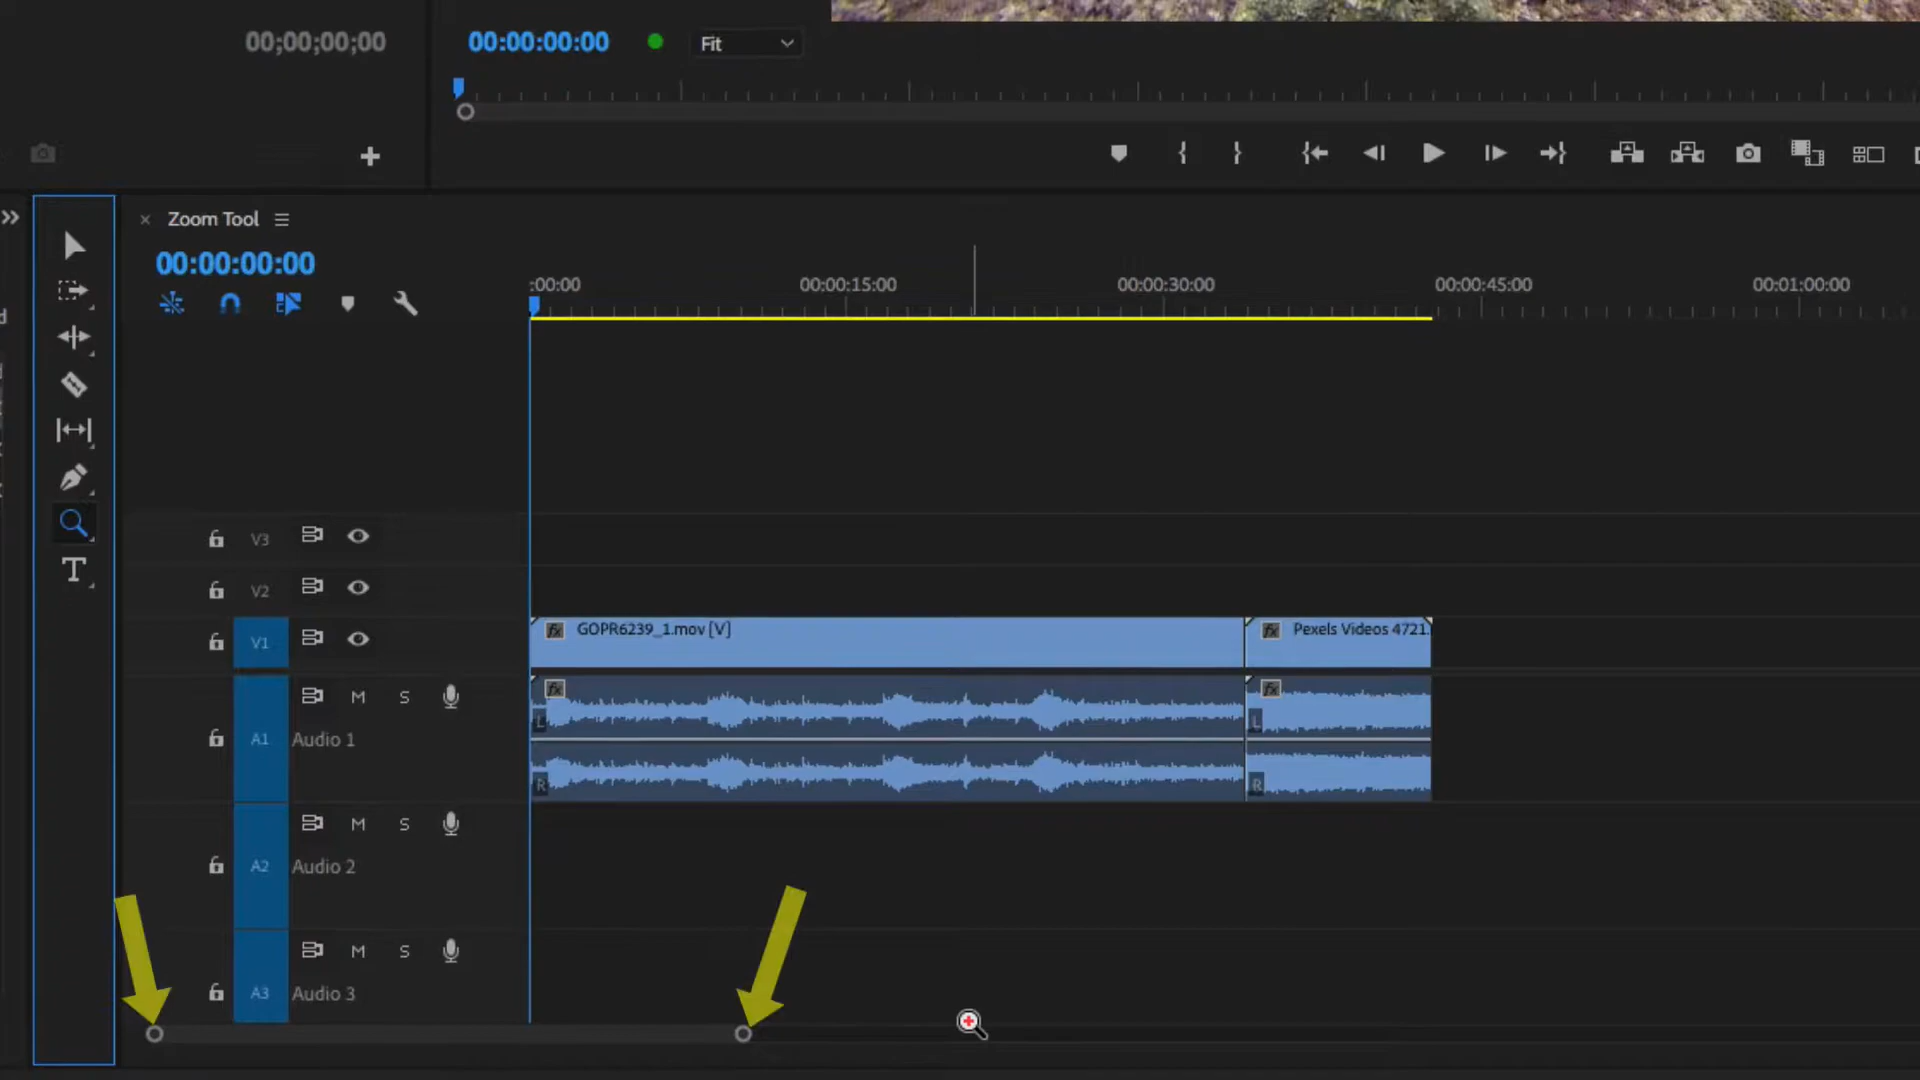 00;00;00;00
00:00:00:00
Fit
Zoom Tool
00:00:00:00
:00:00
00:00:15:00
00:00:30:00
00:00:45:00
00:01:00:00
V3
V2
V1
GOPR6239_1.mov [V]
Pexels Videos 4721.
M S
L
L
A1 Audio 1
R
R
M S
A2 Audio 2
M S
A3 Audio 3